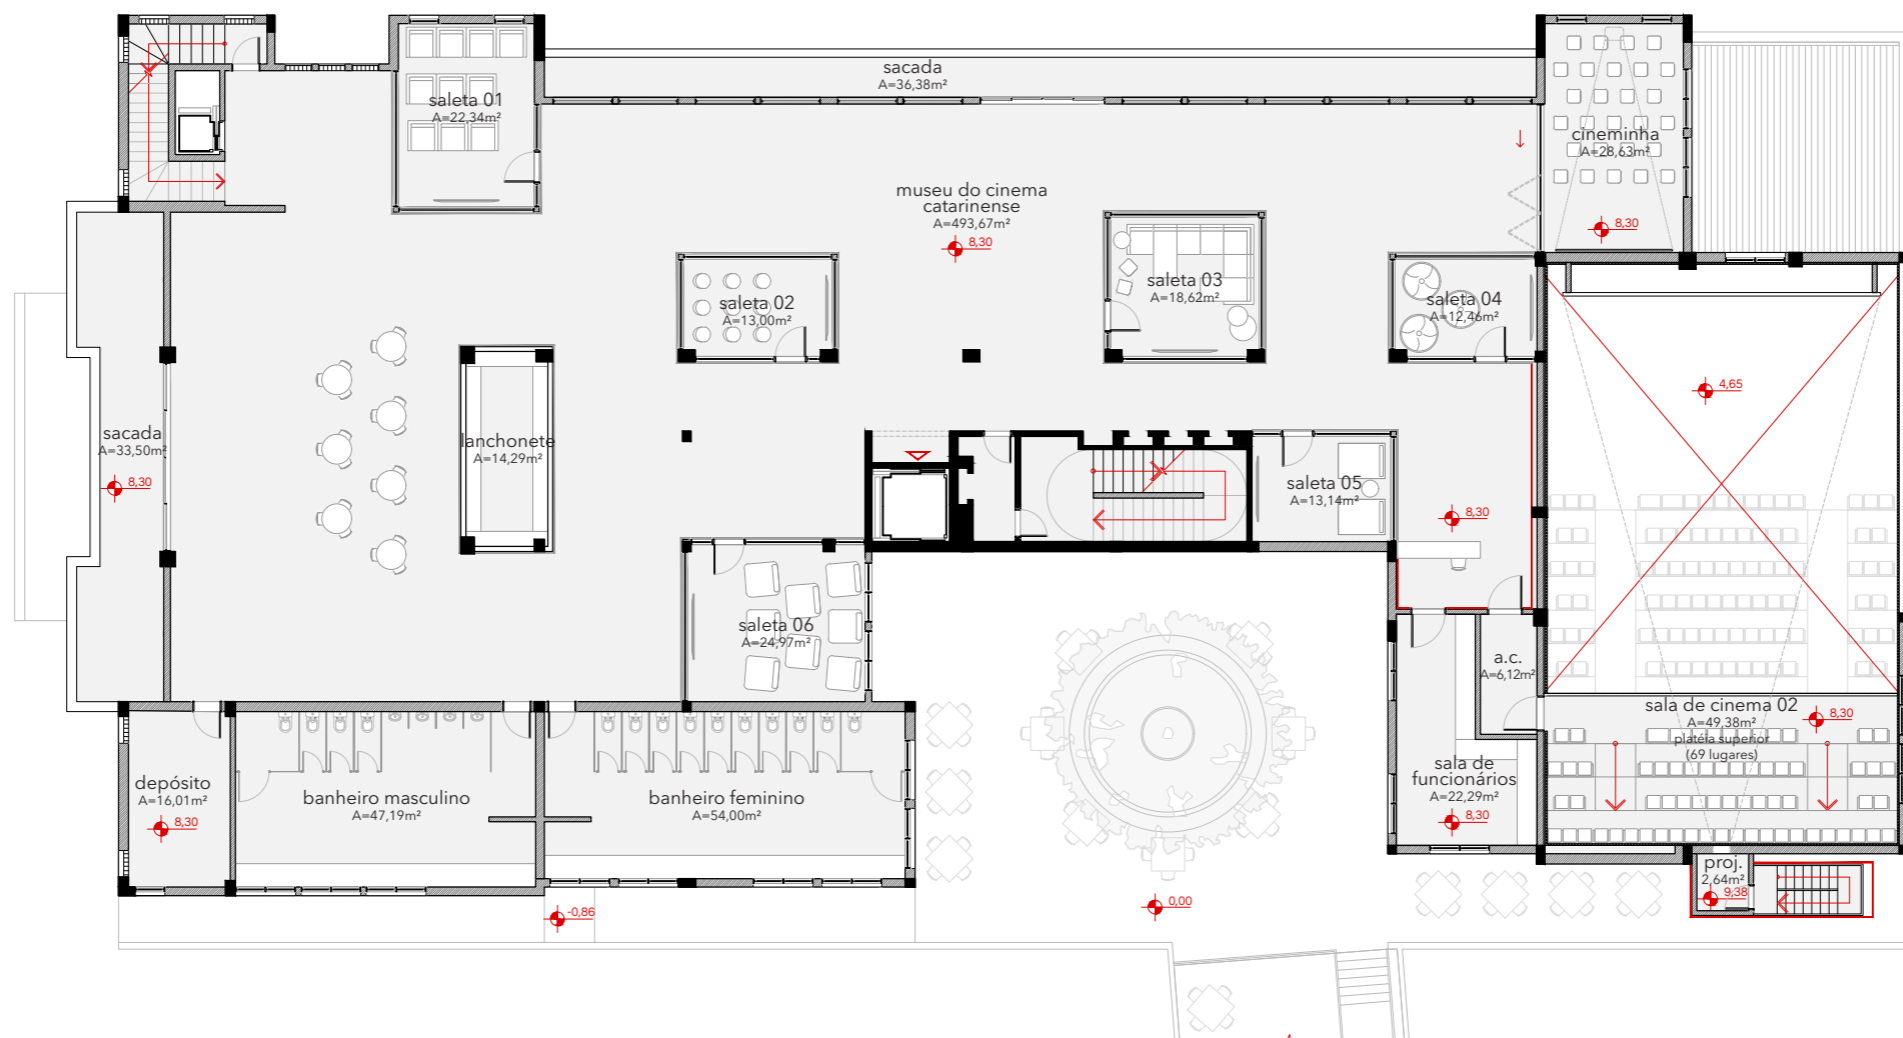 sacada
A=36,38m²
saleta 01
A=22,34m²
cineminha
A=28,63m²
8,30
museu do cinema
catarinense
A=493,67m²
8,30
saleta 02
A=13,00m²
saleta 03
A=18,62m²
saleta 04
A=12,46m²
4,65
sacada
A=33,50m²
8,30
lanchonete
A=14,29m²
saleta 05
A=13,14m²
8,30
saleta 06
A=24,97m²
a.c.
A=6,12m²
sala de cinema 02
A=49,38m²
platéia superior
(69 lugares)
8,30
depósito
A=16,01m²
8,30
banheiro masculino
A=47,19m²
banheiro feminino
A=54,00m²
sala de
funcionários
A=22,29m²
8,30
proj.
2,64m²
9,38
-0,86
0,00